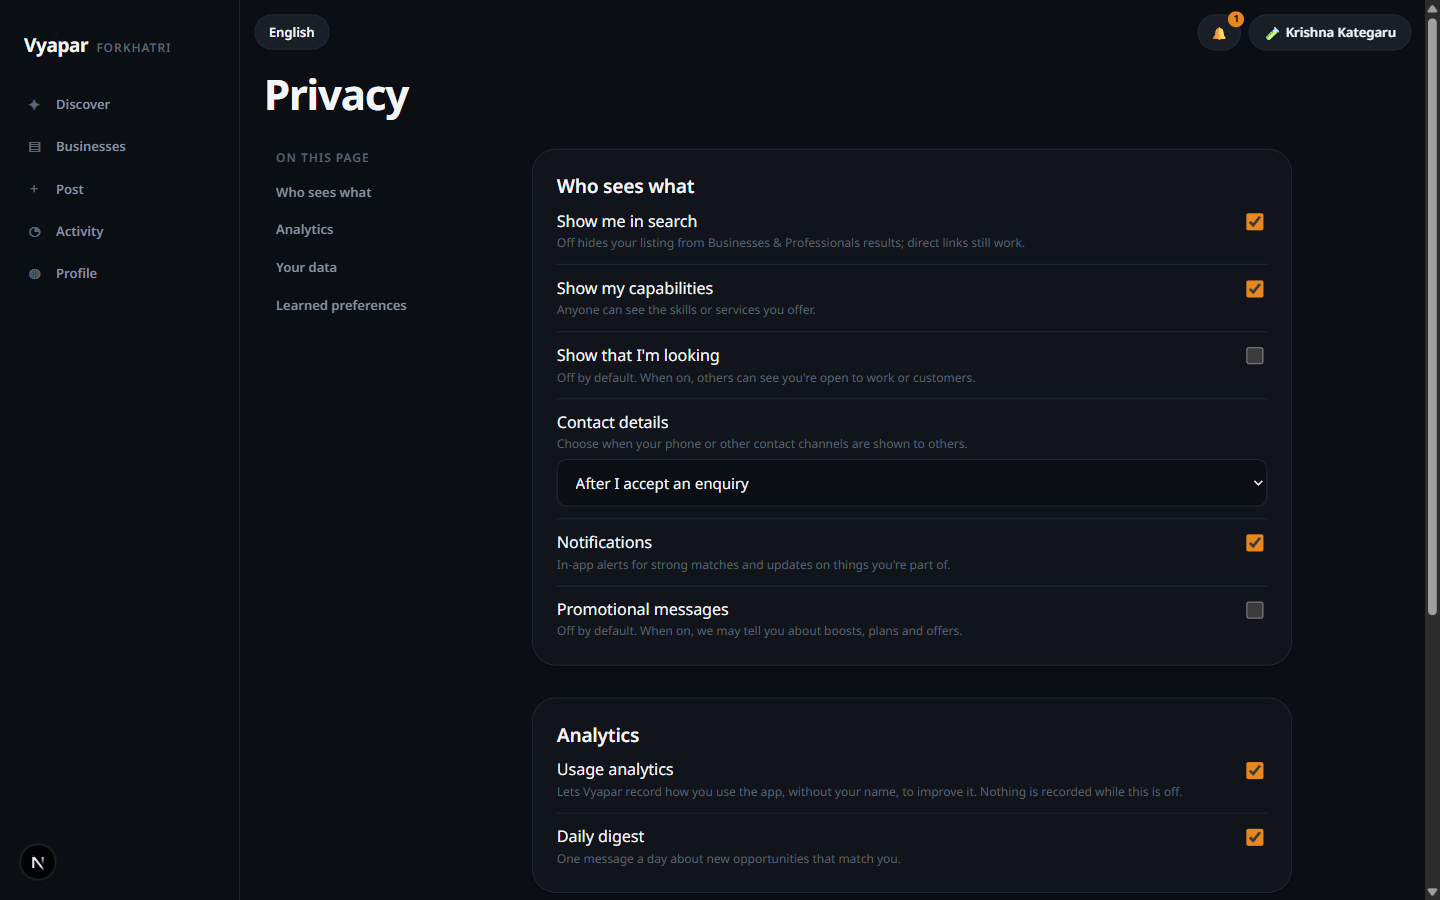 Vyapar FORKHATRI
Discover
Businesses
Post
Activity
Profile
English
1
Krishna Kategaru
Privacy
ON THIS PAGE
Who sees what
Analytics
Your data
Learned preferences
Who sees what
Show me in search
Off hides your listing from Businesses & Professionals results; direct links still work.
Show my capabilities
Anyone can see the skills or services you offer.
Show that I'm looking
Off by default. When on, others can see you're open to work or customers.
Contact details
Choose when your phone or other contact channels are shown to others.
After I accept an enquiry
Notifications
In-app alerts for strong matches and updates on things you're part of.
Promotional messages
Off by default. When on, we may tell you about boosts, plans and offers.
Analytics
Usage analytics
Lets Vyapar record how you use the app, without your name, to improve it. Nothing is recorded while this is off.
Daily digest
One message a day about new opportunities that match you.
N